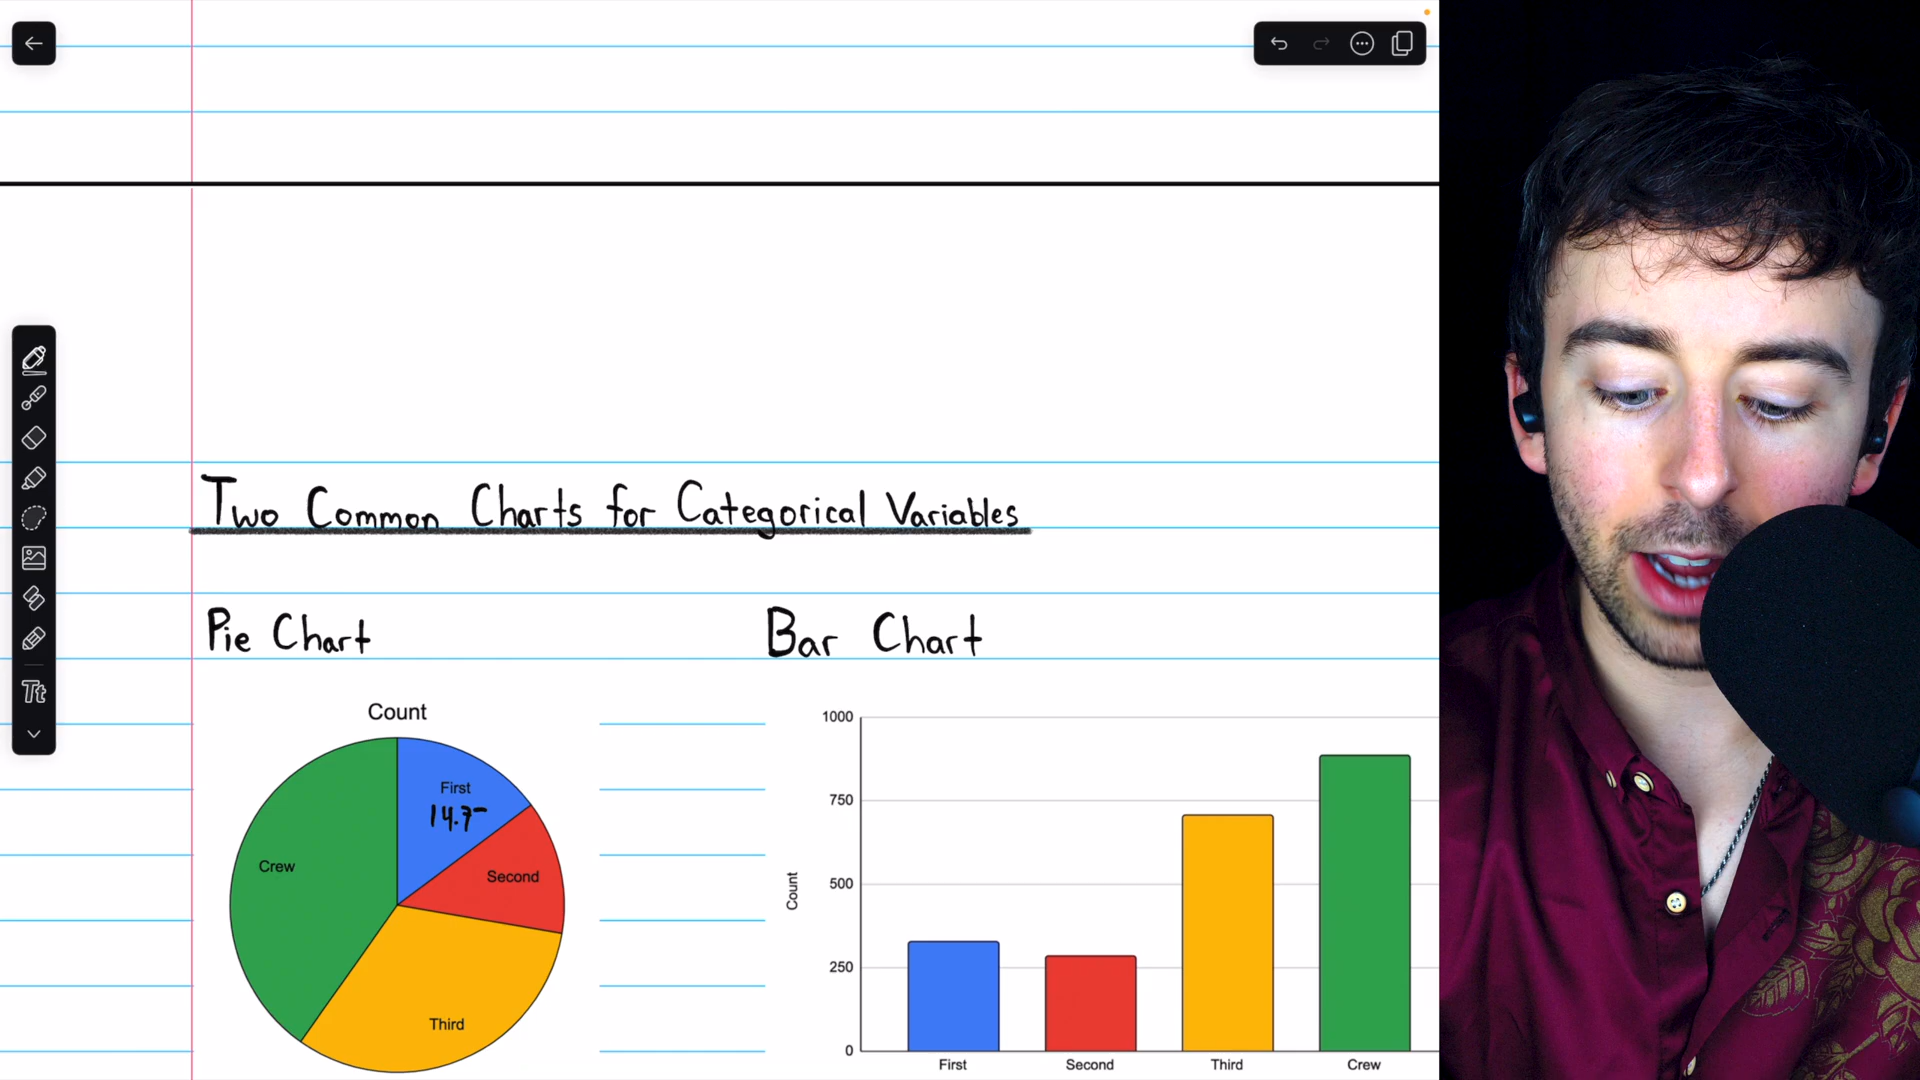 Two Common Charts for Categorical Variables
Pie Chart
Bar Chart
Count
First
14.7
Second
Third
Crew
1000
750
500
250
0
Count
First
Second
Third
Crew
Tt